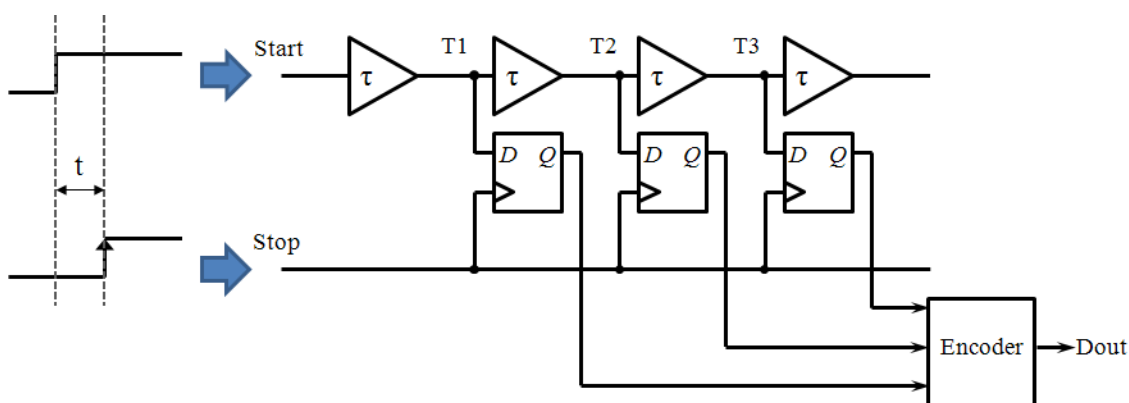 Start
T1
T2
T3
τ
τ
τ
τ
D Q
D Q
D Q
t
Stop
Encoder
Dout